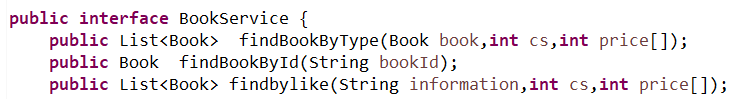 public interface BookService {
    public List<Book>  findBookByType(Book book,int cs,int price[]);
    public Book  findBookById(String bookId);
    public List<Book> findbylike(String information,int cs,int price[]);